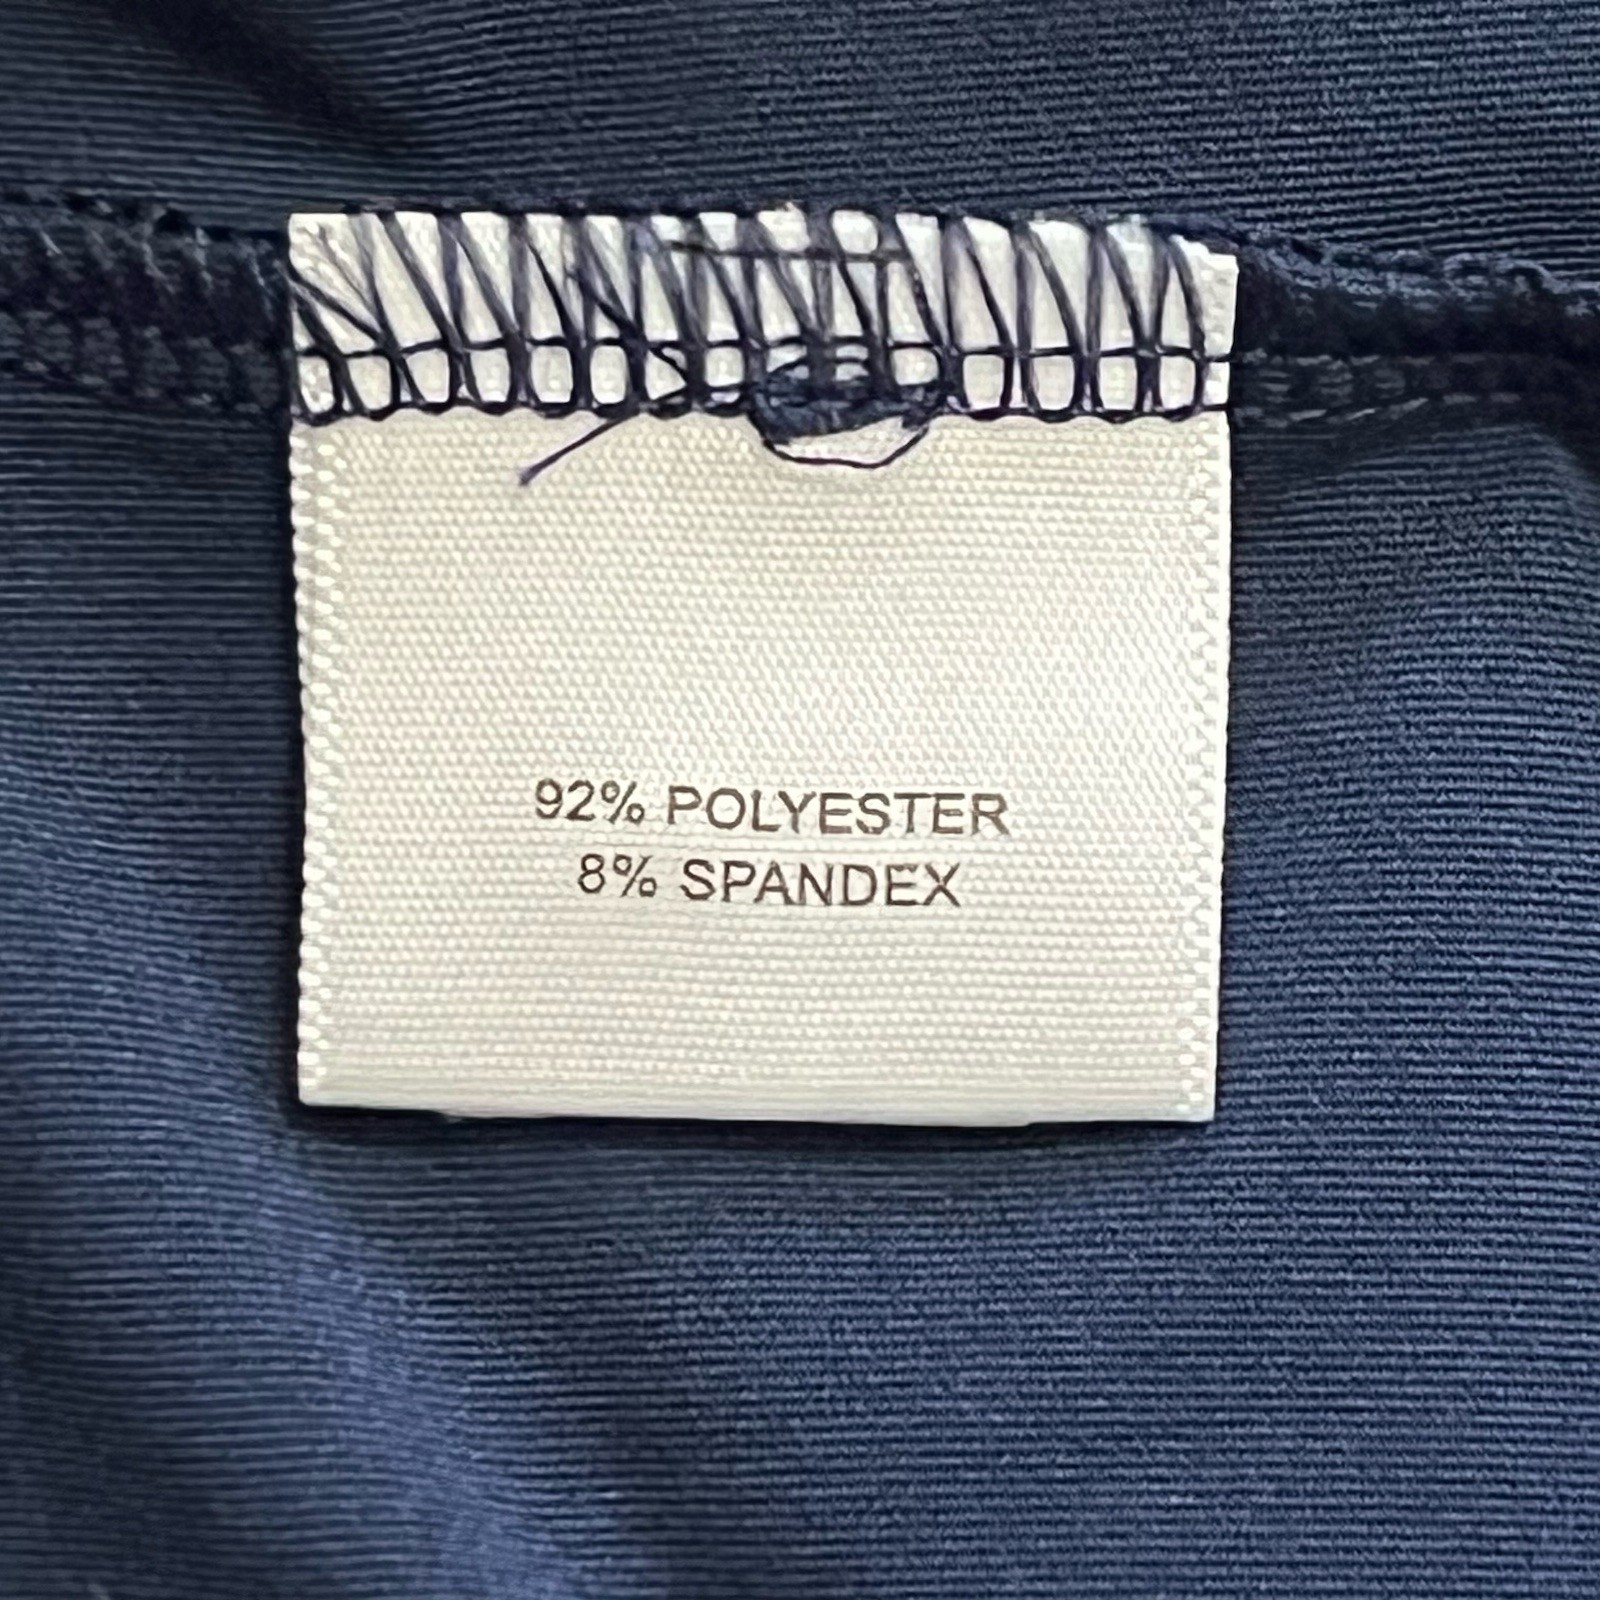 92% POLYESTER
8% SPANDEX